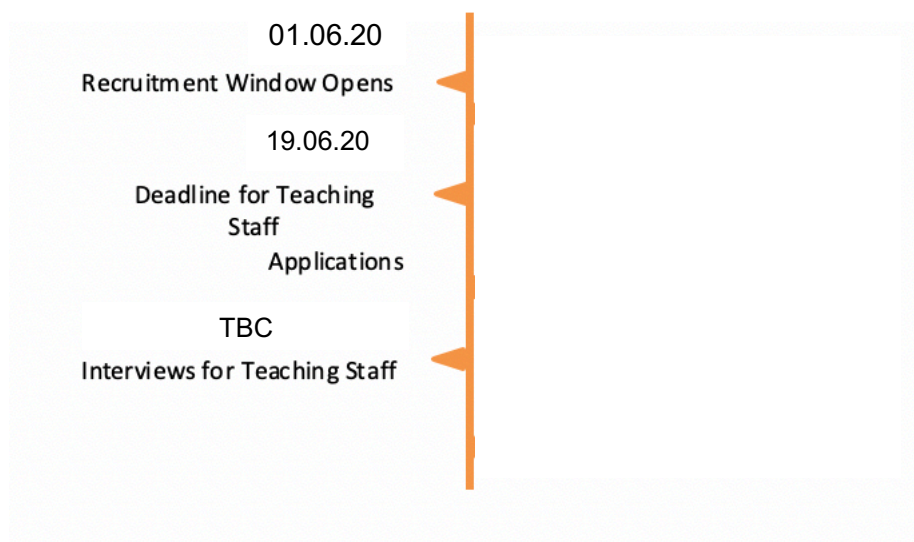 01.06.20
Recruitment Window Opens
19.06.20
Deadline for Teaching
Staff
Applications
TBC
Interviews for Teaching Staff